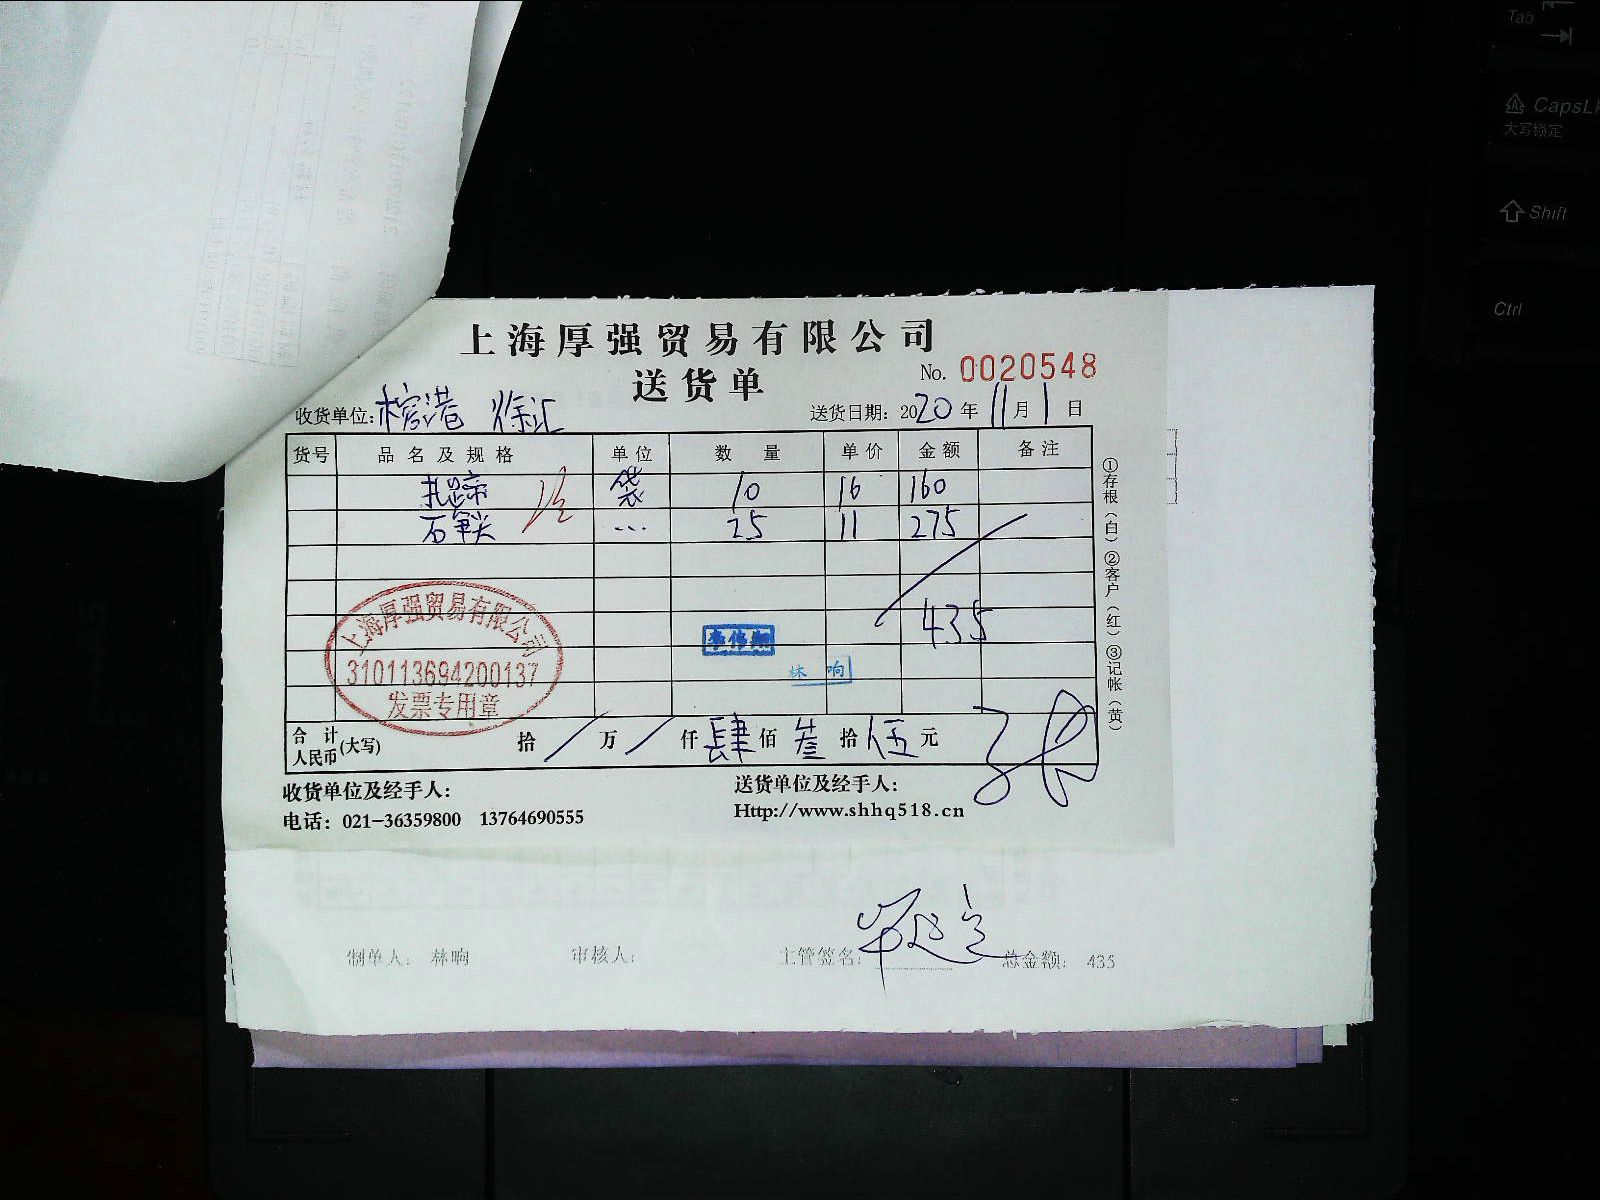 上海厚强贸易有限公司
送货单
No. 0020548
收货单位: 榕港 徐汇
送货日期: 2020年11月1日
货号 品名及规格 单位 数量 单价 金额 备注
扎蹄 袋 10 16 160
石笋尖 ... 25 11 275
435
上海厚强贸易有限公司
310113694200137
发票专用章
李伟翔
林响
合计人民币(大写) 拾/万/仟肆佰叁拾伍元
收货单位及经手人:
送货单位及经手人:
电话: 021-36359800 13764690555
Http://www.shhq518.cn
①存根(白)②客户(红)③记帐(黄)
制单人: 林响 审核人: 主管签名: 总金额: 435
Tab
CapsL
大写锁定
Shift
Ctrl